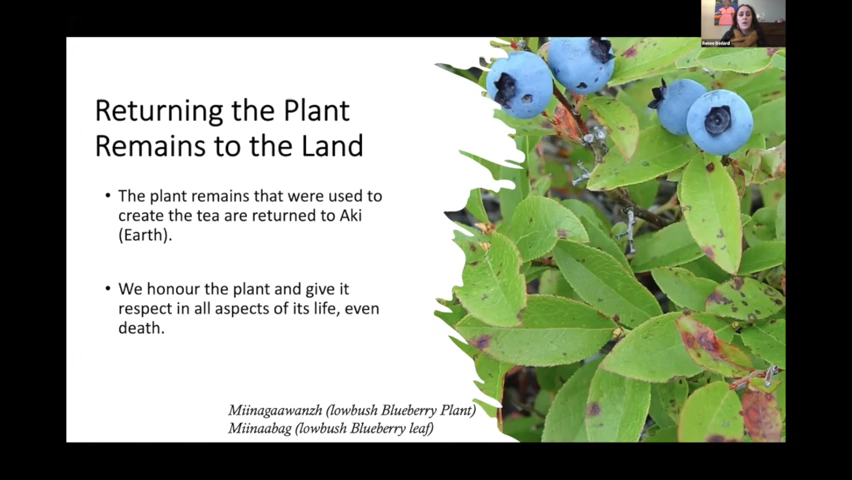 Renee Bedard
Returning the Plant
Remains to the Land
• The plant remains that were used to
create the tea are returned to Aki
(Earth).
• We honour the plant and give it
respect in all aspects of its life, even
death.
Miinagaawanzh (lowbush Blueberry Plant)
Miinaabag (lowbush Blueberry leaf)